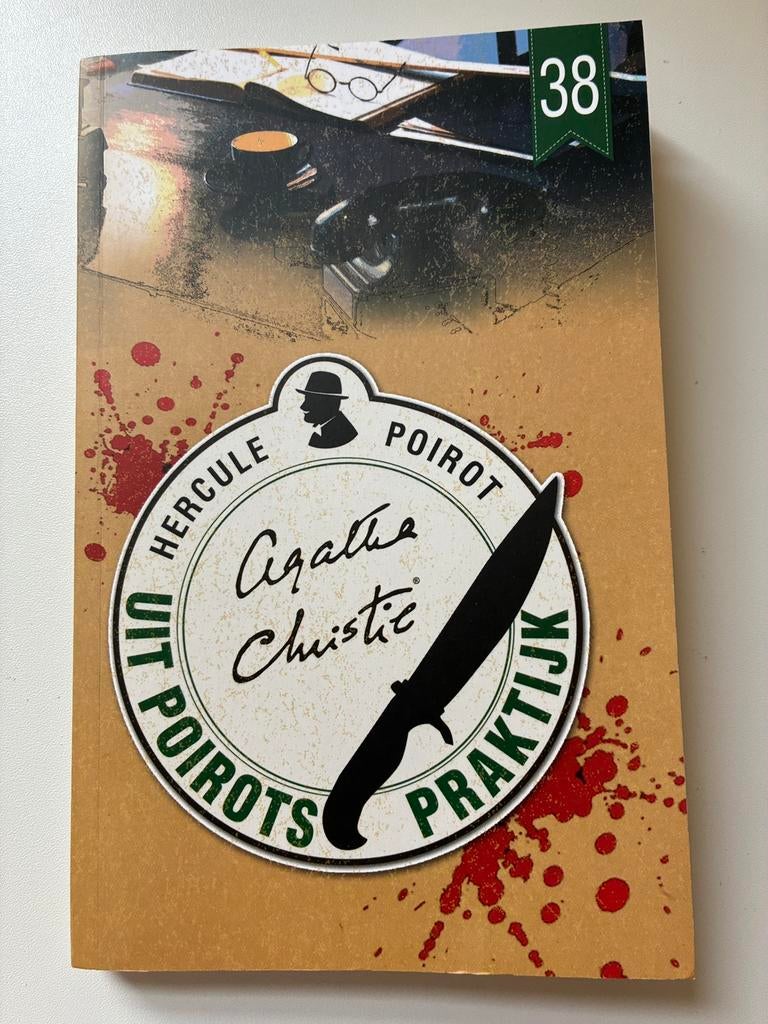 38
HERCULE POIROT
Agatha
Christie®
UIT POIROTS PRAKTIJK